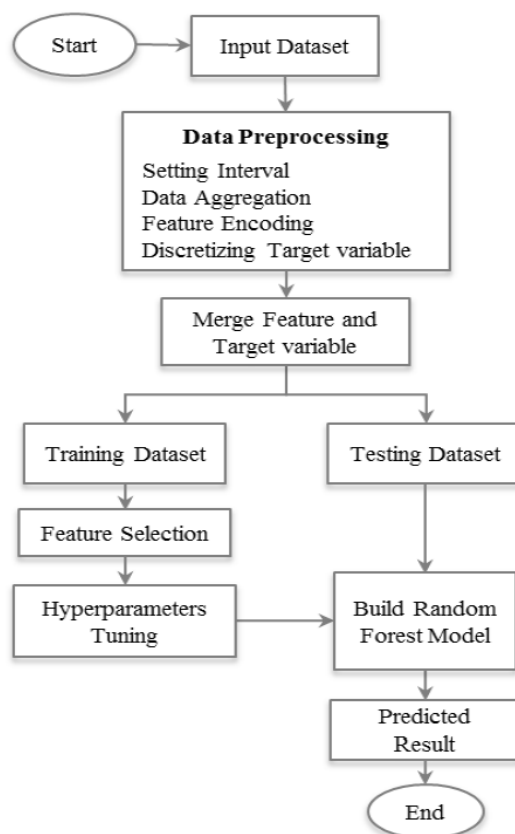 Start
Input Dataset
Data Preprocessing
Setting Interval
Data Aggregation
Feature Encoding
Discretizing Target variable
Merge Feature and
Target variable
Training Dataset
Testing Dataset
Feature Selection
Hyperparameters
Tuning
Build Random
Forest Model
Predicted
Result
End